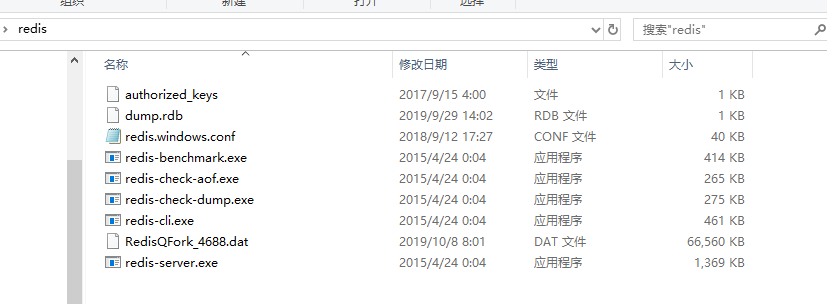 组织 新建 打开 选择
redis 搜索"redis"
名称 修改日期 类型 大小
authorized_keys 2017/9/15 4:00 文件 1 KB
dump.rdb 2019/9/29 14:02 RDB 文件 1 KB
redis.windows.conf 2018/9/12 17:27 CONF 文件 40 KB
redis-benchmark.exe 2015/4/24 0:04 应用程序 414 KB
redis-check-aof.exe 2015/4/24 0:04 应用程序 265 KB
redis-check-dump.exe 2015/4/24 0:04 应用程序 275 KB
redis-cli.exe 2015/4/24 0:04 应用程序 461 KB
RedisQFork_4688.dat 2019/10/8 8:01 DAT 文件 66,560 KB
redis-server.exe 2015/4/24 0:04 应用程序 1,369 KB